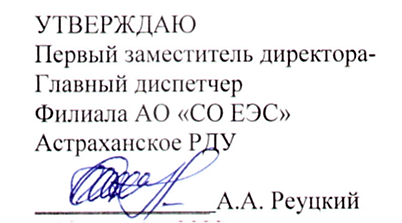 УТВЕРЖДАЮ
Первый заместитель директора-
Главный диспетчер
Филиала АО «СО ЕЭС»
Астраханское РДУ
А.А. Реуцкий